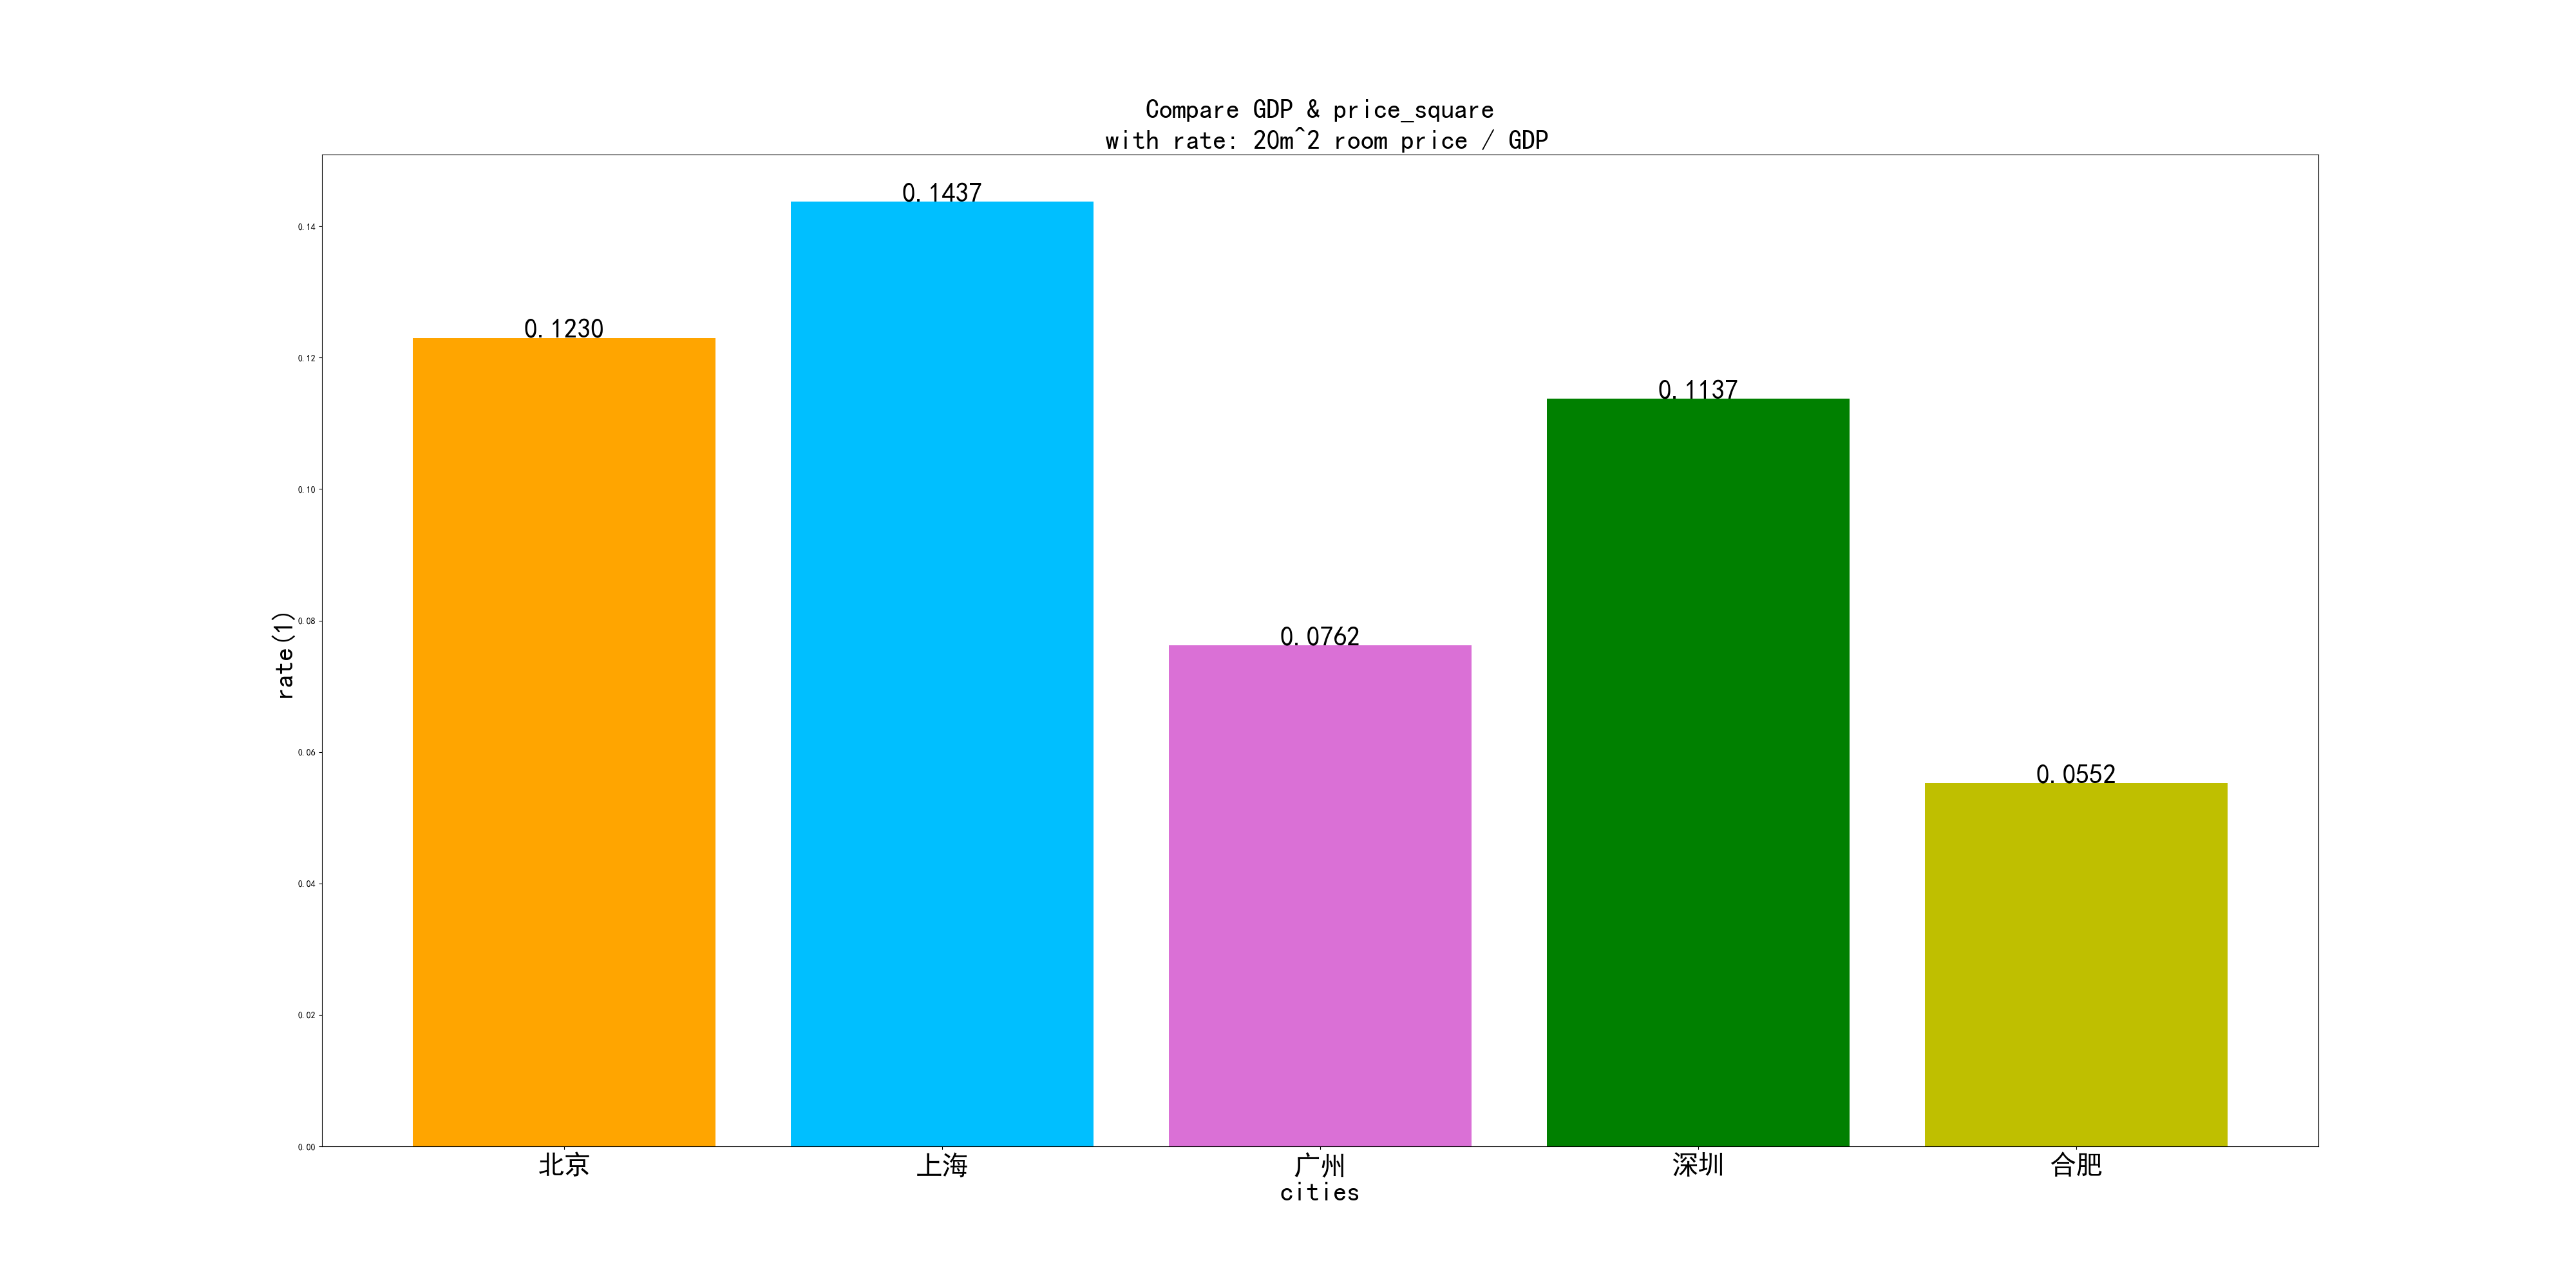 Compare GDP & price_square
with rate: 20m^2 room price / GDP
0.1437
0.14
0.1230
0.12
0.1137
0.10
0.0762
0.08
rate(1)
0.06
0.0552
0.04
0.02
0.00
北京 上海 广州 深圳 合肥
cities